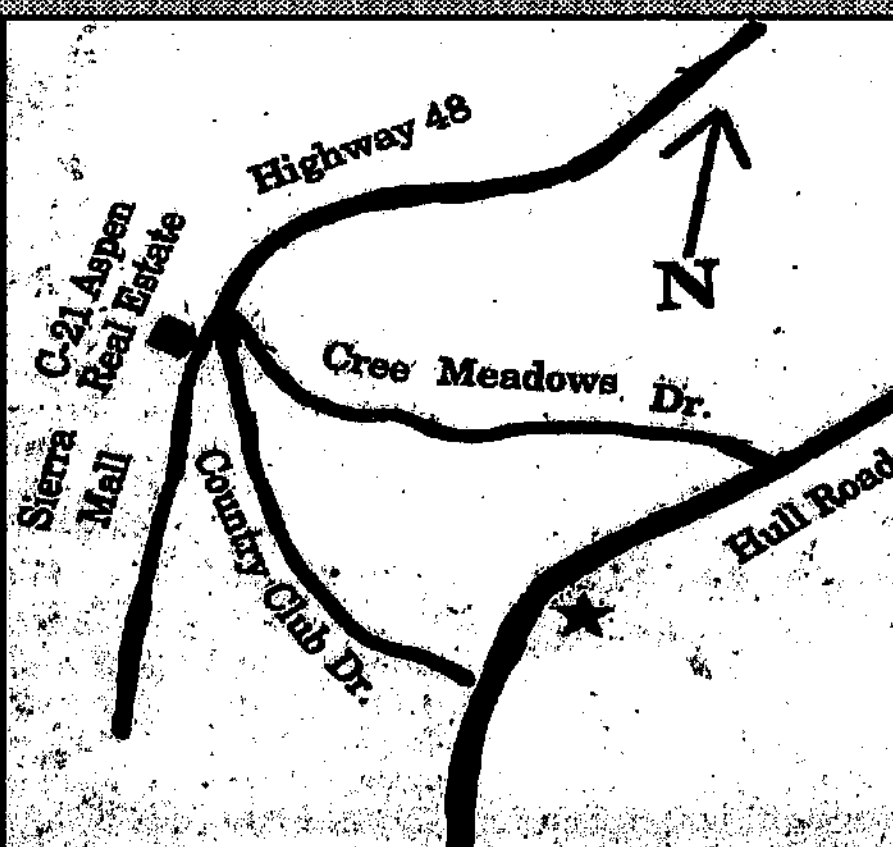 Highway 48
N
C-21 Aspen
Real Estate
Cree Meadows Dr.
Sierra
Mall
Country Club Dr.
Hull Road